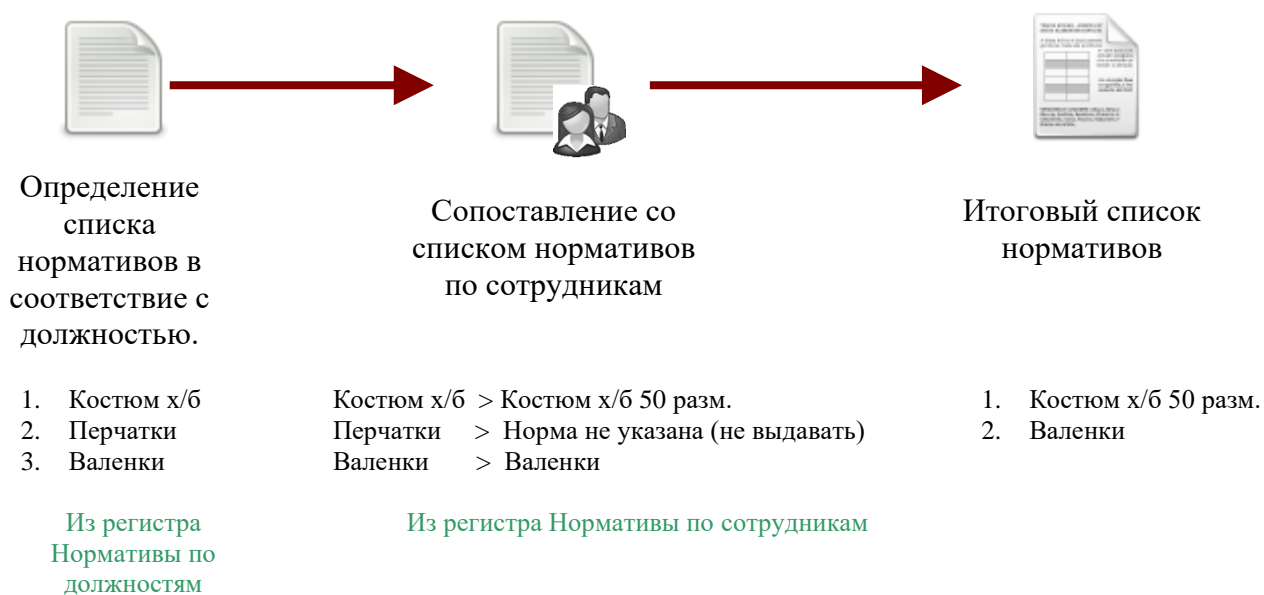 Определение
списка
нормативов в
соответствие с
должностью.
Сопоставление со
списком нормативов
по сотрудникам
Итоговый список
нормативов
1. Костюм х/б
2. Перчатки
3. Валенки
Костюм х/б > Костюм х/б 50 разм.
Перчатки > Норма не указана (не выдавать)
Валенки > Валенки
1. Костюм х/б 50 разм.
2. Валенки
Из регистра
Нормативы по
должностям
Из регистра Нормативы по сотрудникам